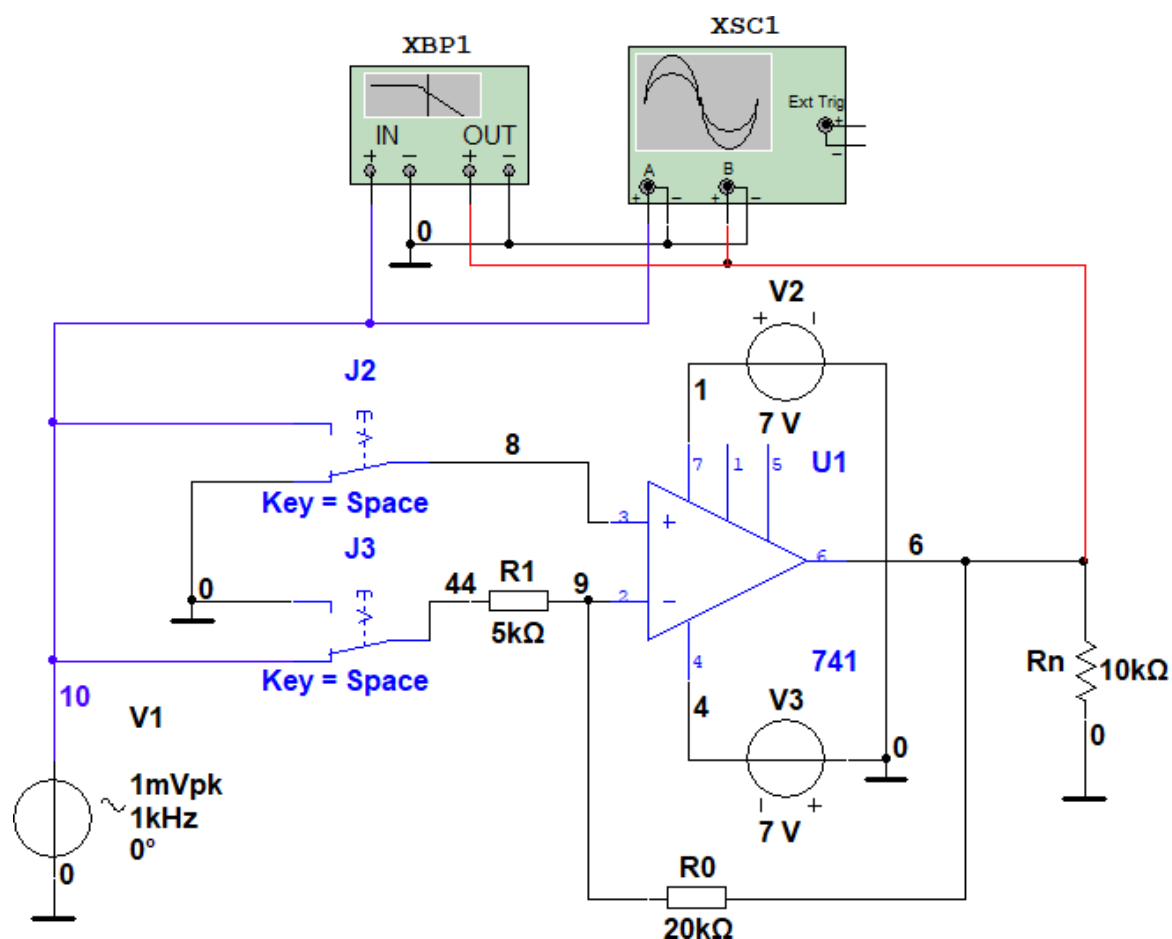 XBP1
XSC1
IN OUT
+ − + −
Ext Trig
+
−
A B
+ − + −
0
V2
+ −
7 V
J2
Key = Space
8
1
7 1 5
U1
3 +
6
6
J3
Key = Space
0
44
R1
5kΩ
9
2 −
4
741
4
V3
− +
7 V
0
Rn
10kΩ
0
10
V1
1mVpk
1kHz
0°
0
R0
20kΩ